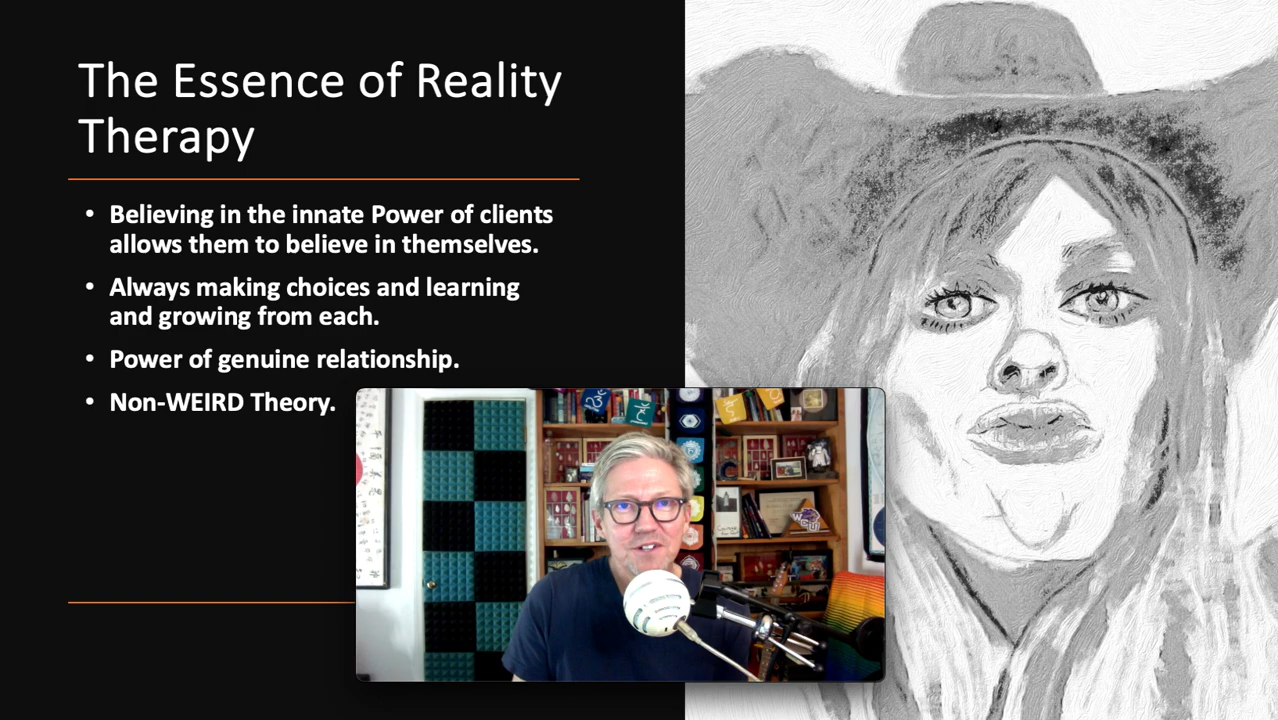 The Essence of Reality
Therapy
• Believing in the innate Power of clients
allows them to believe in themselves.
• Always making choices and learning
and growing from each.
• Power of genuine relationship.
• Non-WEIRD Theory.
WCU